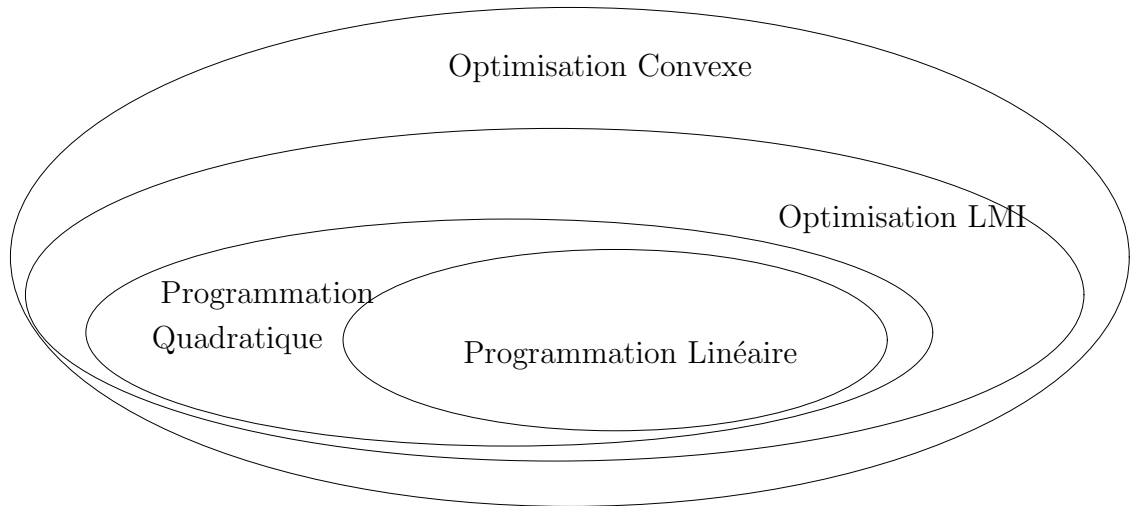 Optimisation Convexe
Optimisation LMI
Programmation
Quadratique
Programmation Linéaire